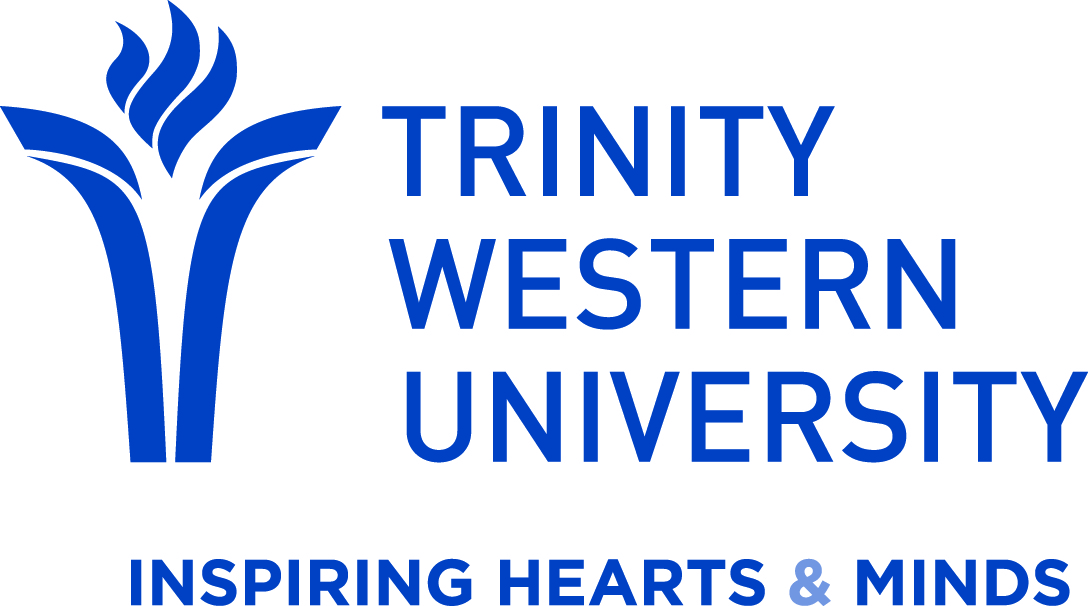 TRINITY
WESTERN
UNIVERSITY
INSPIRING HEARTS & MINDS